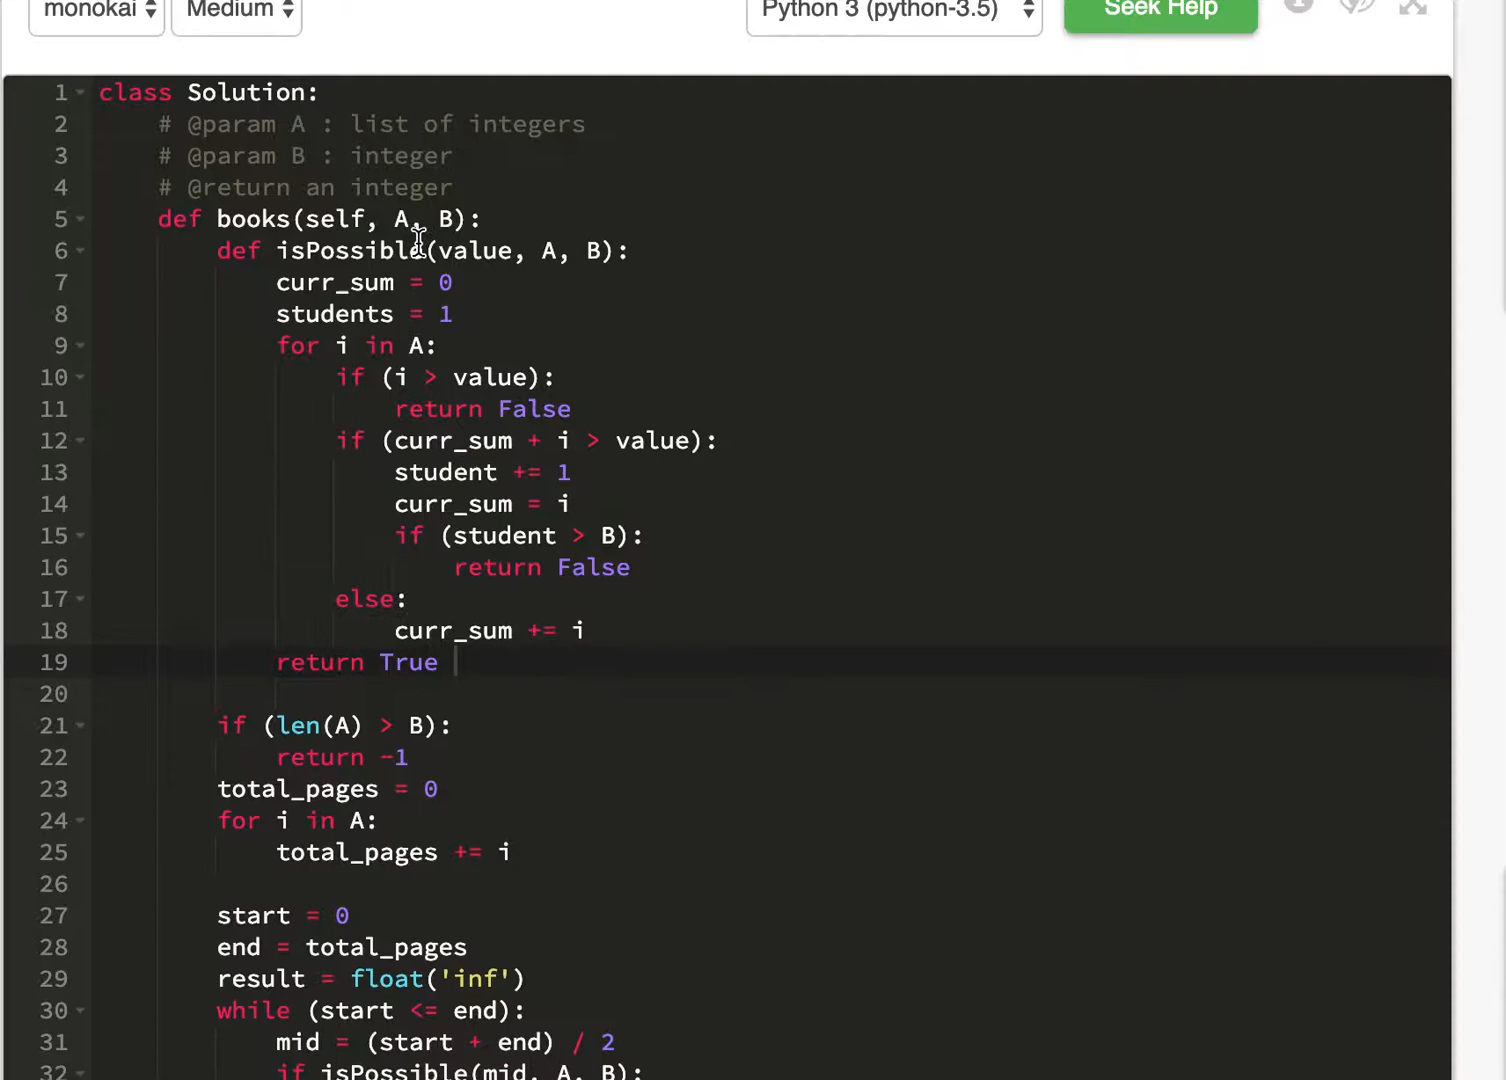 monokai Medium Python 3 (python-3.5) Seek Help
1 class Solution:
2 # @param A : list of integers
3 # @param B : integer
4 # @return an integer
5 def books(self, A, B):
6 def isPossible(value, A, B):
7 curr_sum = 0
8 students = 1
9 for i in A:
10 if (i > value):
11 return False
12 if (curr_sum + i > value):
13 student += 1
14 curr_sum = i
15 if (student > B):
16 return False
17 else:
18 curr_sum += i
19 return True
20
21 if (len(A) > B):
22 return -1
23 total_pages = 0
24 for i in A:
25 total_pages += i
26
27 start = 0
28 end = total_pages
29 result = float('inf')
30 while (start <= end):
31 mid = (start + end) / 2
32 if isPossible(mid, A, B):